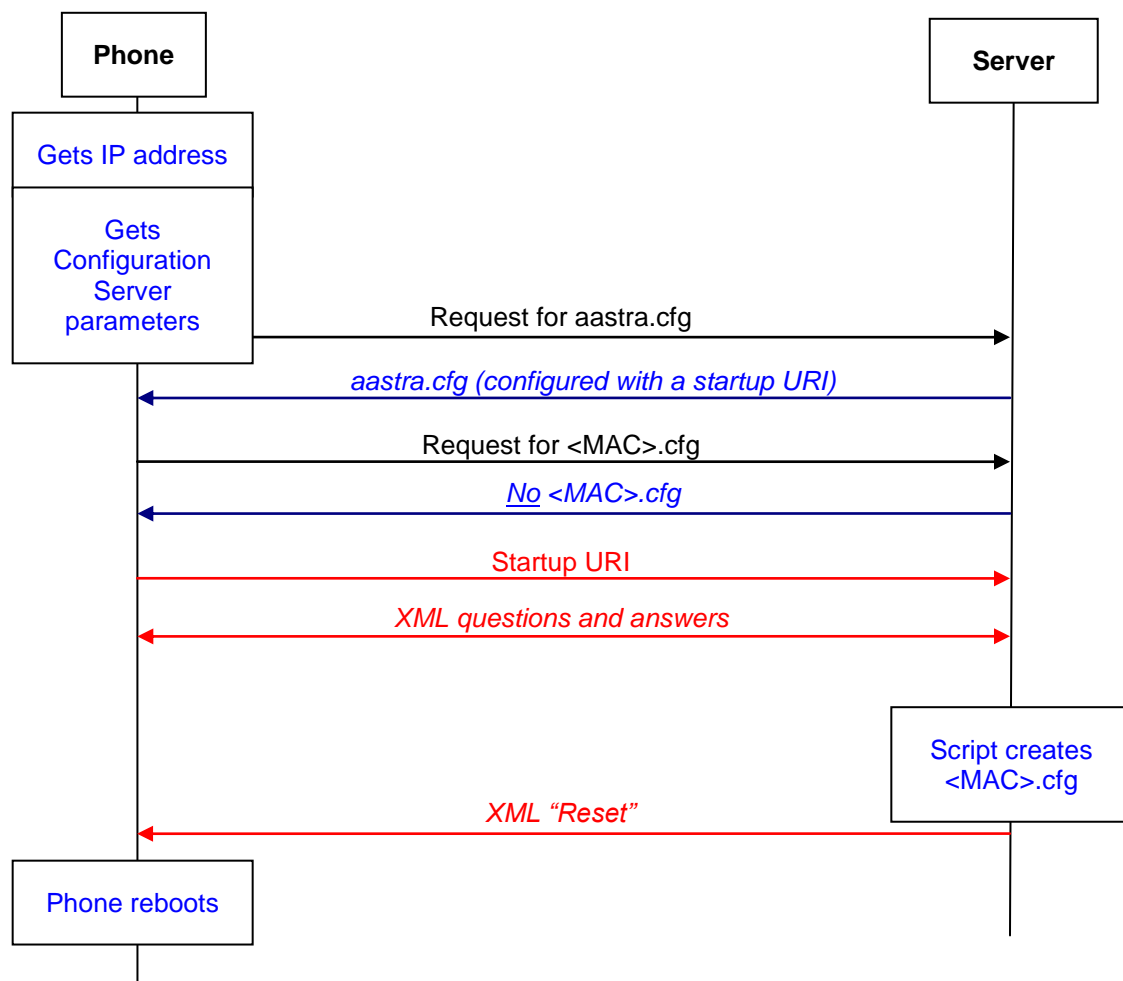 Phone
Server
Gets IP address
Gets
Configuration
Server
parameters
Request for aastra.cfg
aastra.cfg (configured with a startup URI)
Request for <MAC>.cfg
No <MAC>.cfg
Startup URI
XML questions and answers
Script creates
<MAC>.cfg
XML “Reset”
Phone reboots